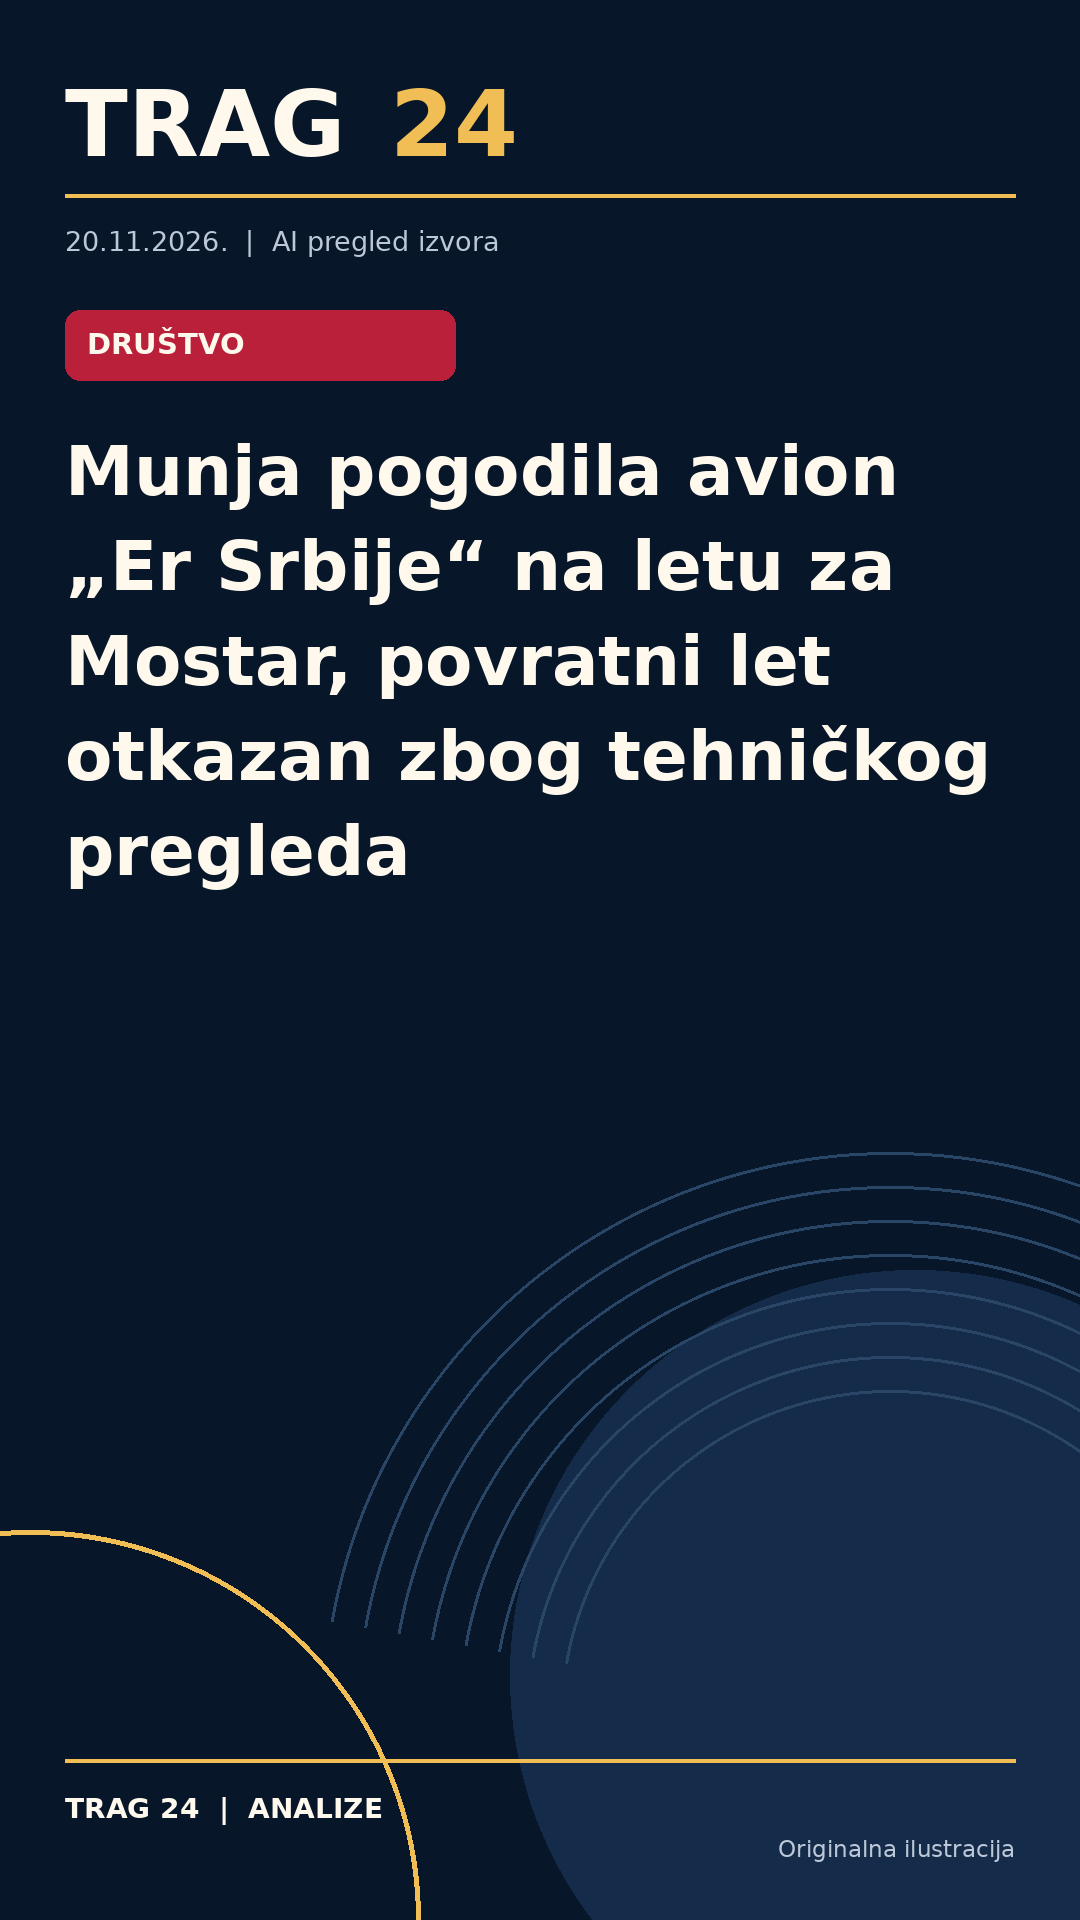 TRAG 24
20.11.2026. | AI pregled izvora
DRUŠTVO
Munja pogodila avion
„Er Srbije“ na letu za
Mostar, povratni let
otkazan zbog tehničkog
pregleda
TRAG 24 | ANALIZE
Originalna ilustracija